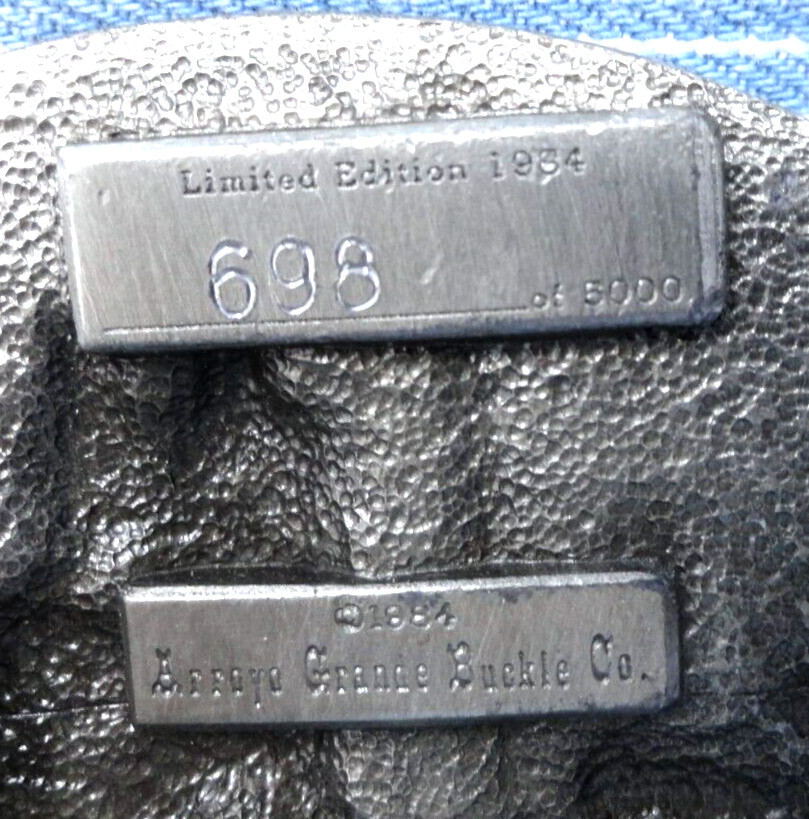 Limited Edition 1984
698 of 5000
©1984
Arroyo Grande Buckle Co.